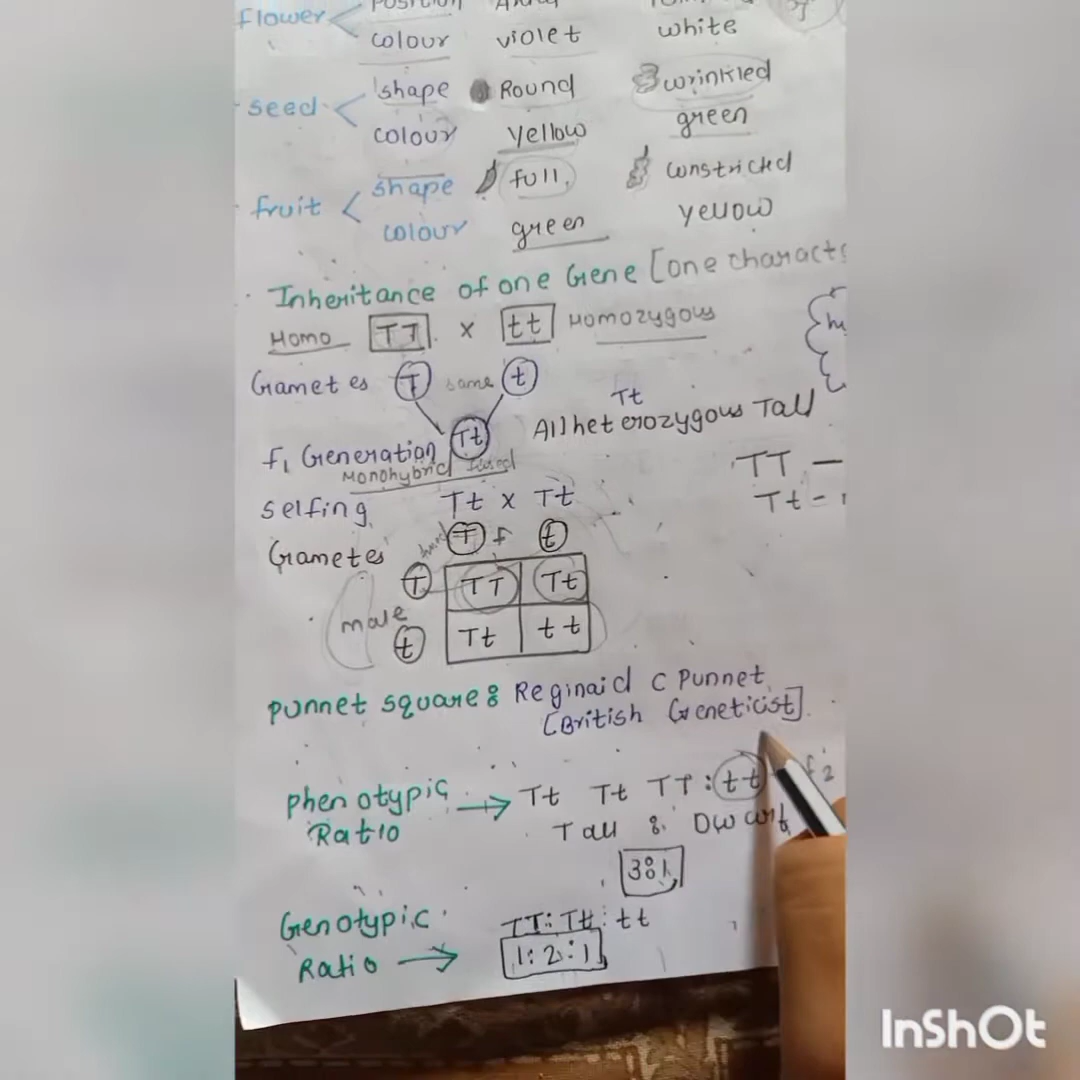 flower
colour violet white
seed shape Round wrinkled
colour yellow green
fruit shape full constricted
colour green yellow
Inheritance of one Gene [one
Homo TT x tt Homozygous
Gametes T same t
Tt
f1 Generation Tt All heterozygous Tall
Monohybrid
TT —
selfing Tt x Tt
Tt -
Gametes T f t
T TT Tt
male
t Tt tt
punnet square: Reginald C Punnet
[British Geneticist]
phenotypic → Tt Tt TT : tt f2
Ratio Tall : Dwarf
3:1
Genotypic TT : Tt : tt
Ratio → 1:2:1
InShOt